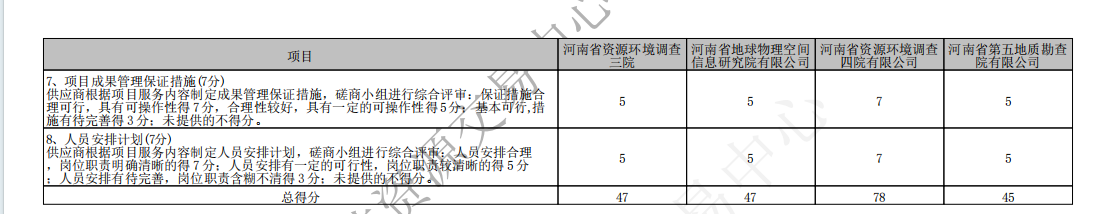 项目 河南省资源环境调查三院 河南省地球物理空间信息研究院有限公司 河南省资源环境调查四院有限公司 河南省第五地质勘查院有限公司
7、项目成果管理保证措施(7分)
供应商根据项目服务内容制定成果管理保证措施，磋商小组进行综合评审：保证措施合
理可行，具有可操作性得7分，合理性较好，具有一定的可操作性得5分；基本可行,措
施有待完善得3分；未提供的不得分。
5 5 7 5
8、人员安排计划(7分)
供应商根据项目服务内容制定人员安排计划，磋商小组进行综合评审：人员安排合理
，岗位职责明确清晰的得7分；人员安排有一定的可行性，岗位职责较清晰的得5分
；人员安排有待完善，岗位职责含糊不清得3分；未提供的不得分。
5 5 7 5
总得分 47 47 78 45
资源交易中心
易中心